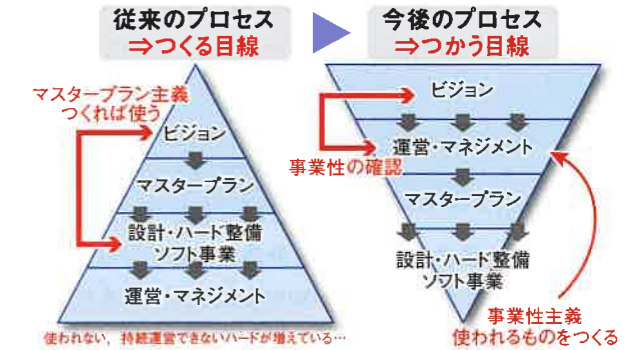 従来のプロセス
⇒つくる目線
今後のプロセス
⇒つかう目線
マスタープラン主義
つくれば使う
ビジョン
マスタープラン
設計・ハード整備
ソフト事業
運営・マネジメント
使われない，持続運営できないハードが増えている…
ビジョン
事業性の確認
運営・マネジメント
マスタープラン
設計・ハード整備
ソフト事業
事業性主義
使われるものをつくる